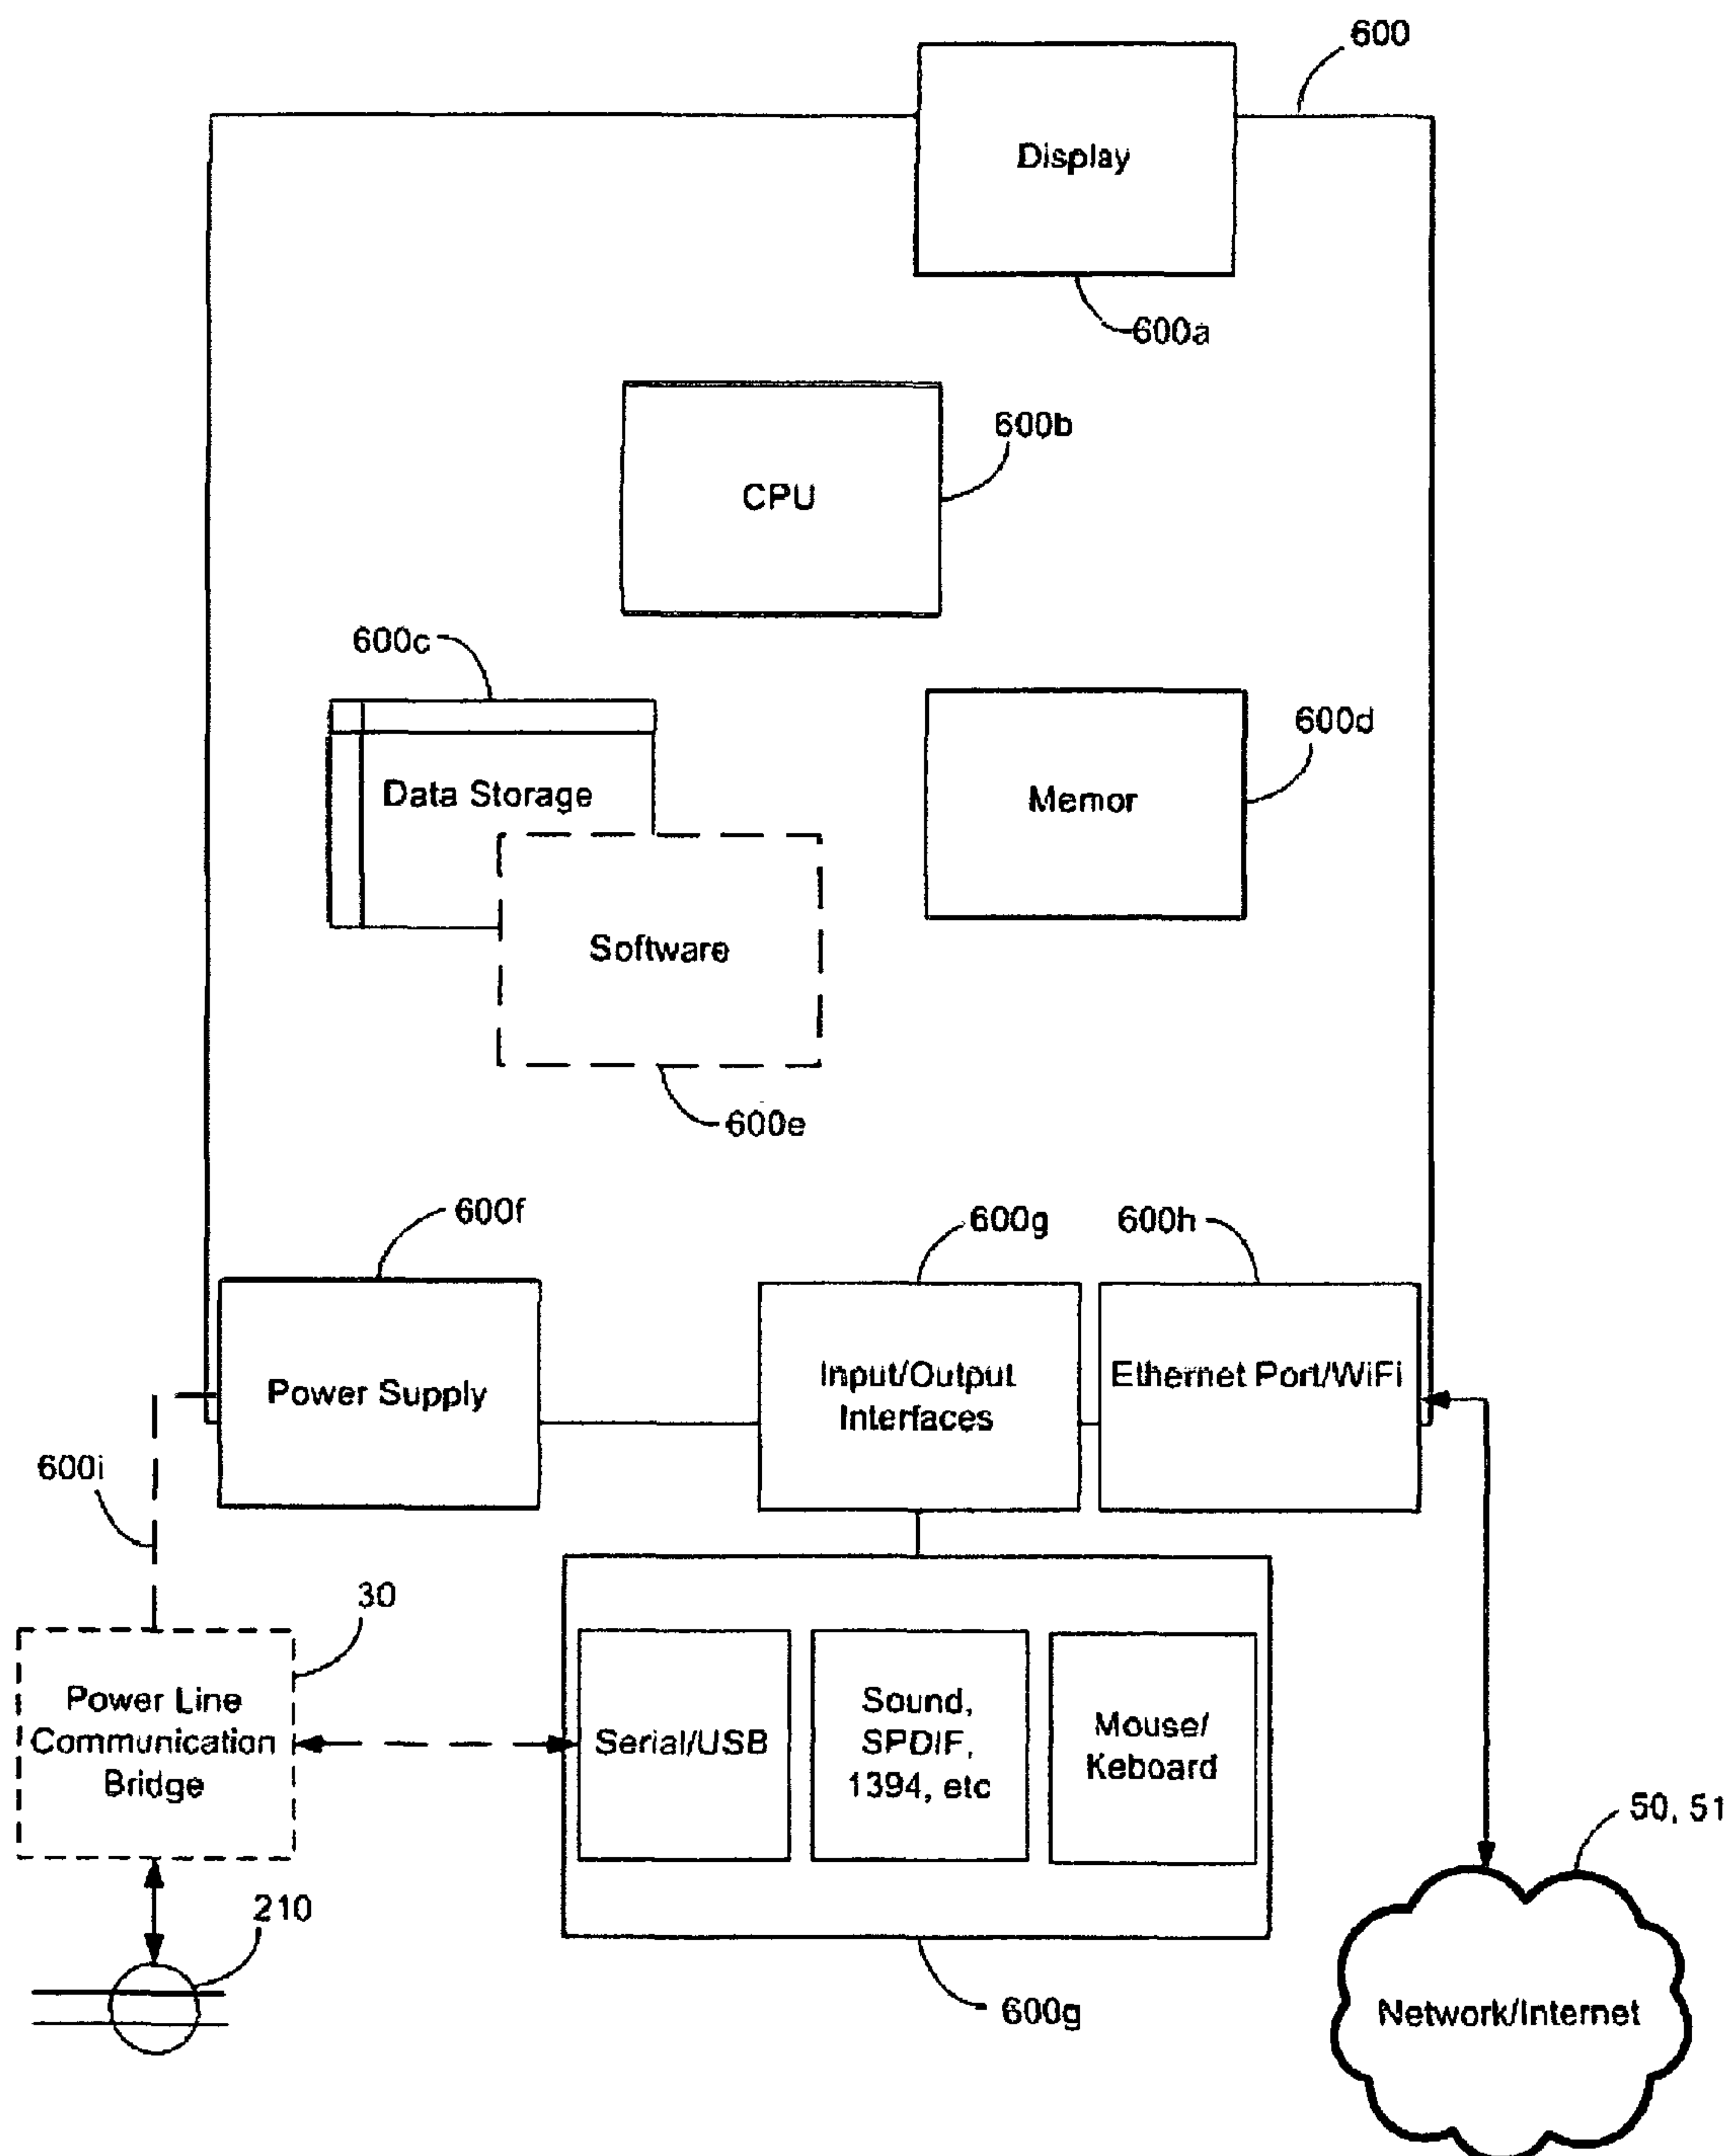 600
Display
600a
600b
CPU
600c
Data Storage
600d
Memor
Software
600e
600f
600g
600h
Power Supply
Input/Output
Interfaces
Ethernet Port/WiFi
600i
30
Power Line
Communication
Bridge
Serial/USB
Sound,
SPDIF,
1394, etc
Mouse/
Keboard
50, 51
210
600g
Network/Internet